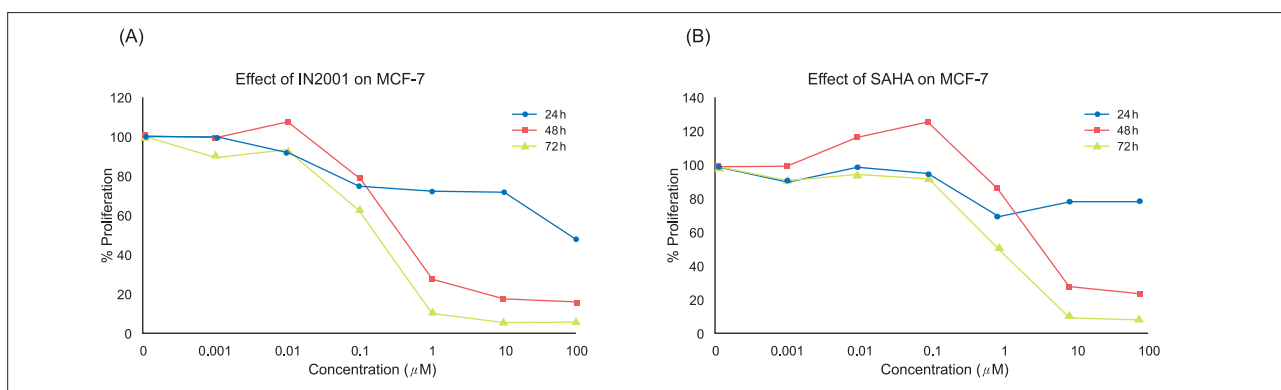 (A)
Effect of IN2001 on MCF-7
120
100
80
60
40
20
0
% Proliferation
24 h
48 h
72 h
0 0.001 0.01 0.1 1 10 100
Concentration (μM)
(B)
Effect of SAHA on MCF-7
140
120
100
80
60
40
20
0
% Proliferation
24 h
48 h
72 h
0 0.001 0.01 0.1 1 10 100
Concentration (μM)